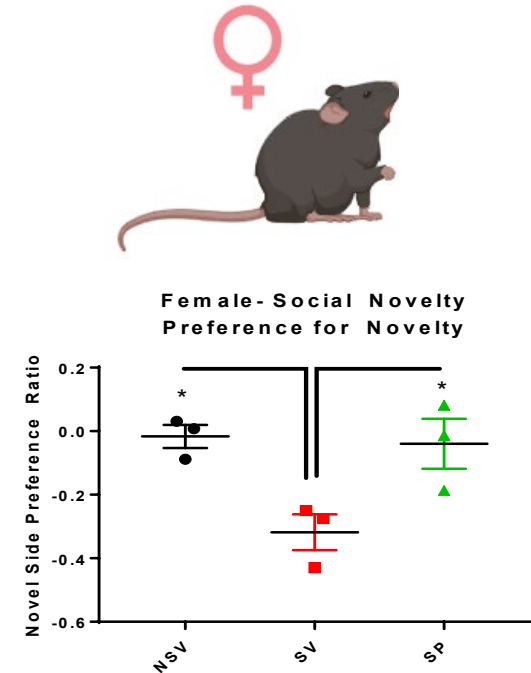 Female-Social Novelty
Preference for Novelty
Novel Side Preference Ratio
0.2
0.0
-0.2
-0.4
-0.6
*
*
NSV
SV
SP